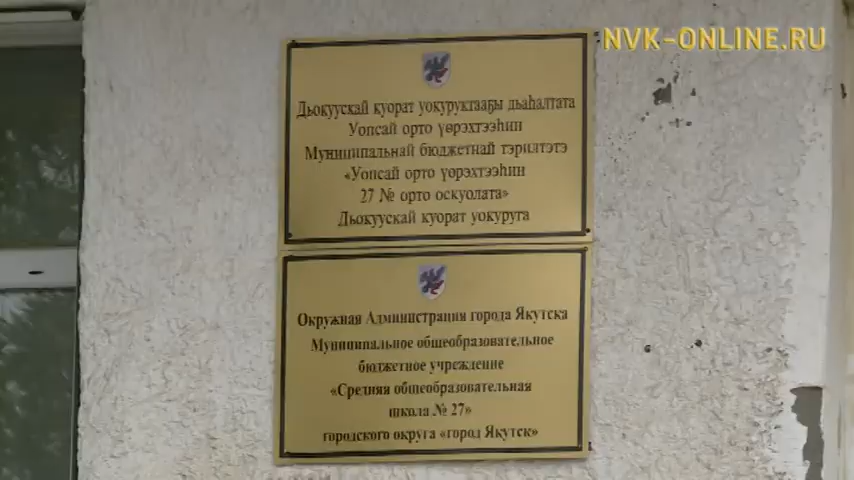 NVK-ONLINE.RU
Дьокуускай куорат уокуруктааҕы дьаһалтата
Уопсай орто үөрэхтээһин
Муниципальнай бюджетнай тэрилтэтэ
«Уопсай орто үөрэхтээһин
27 № орто оскуолата»
Дьокуускай куорат уокуруга
Окружная Администрация города Якутска
Муниципальное общеобразовательное
бюджетное учреждение
«Средняя общеобразовательная
школа № 27»
городского округа «город Якутск»